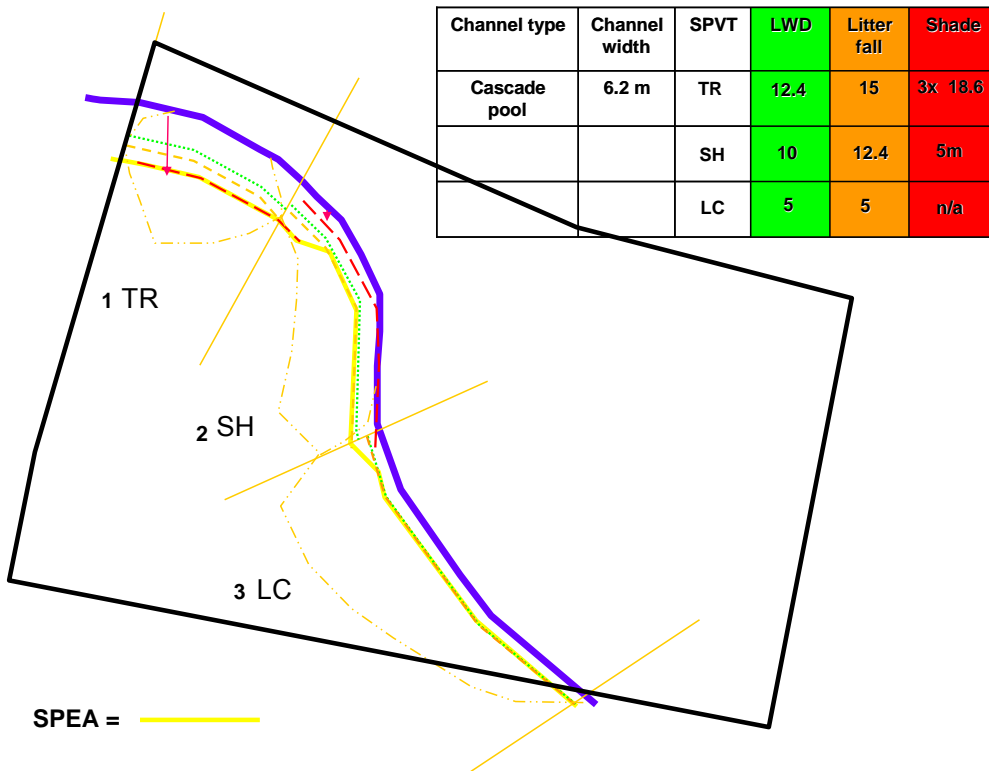 Channel type Channel width SPVT LWD Litter fall Shade
Cascade pool 6.2 m TR 12.4 15 3x 18.6
SH 10 12.4 5m
LC 5 5 n/a
1 TR
2 SH
3 LC
SPEA =